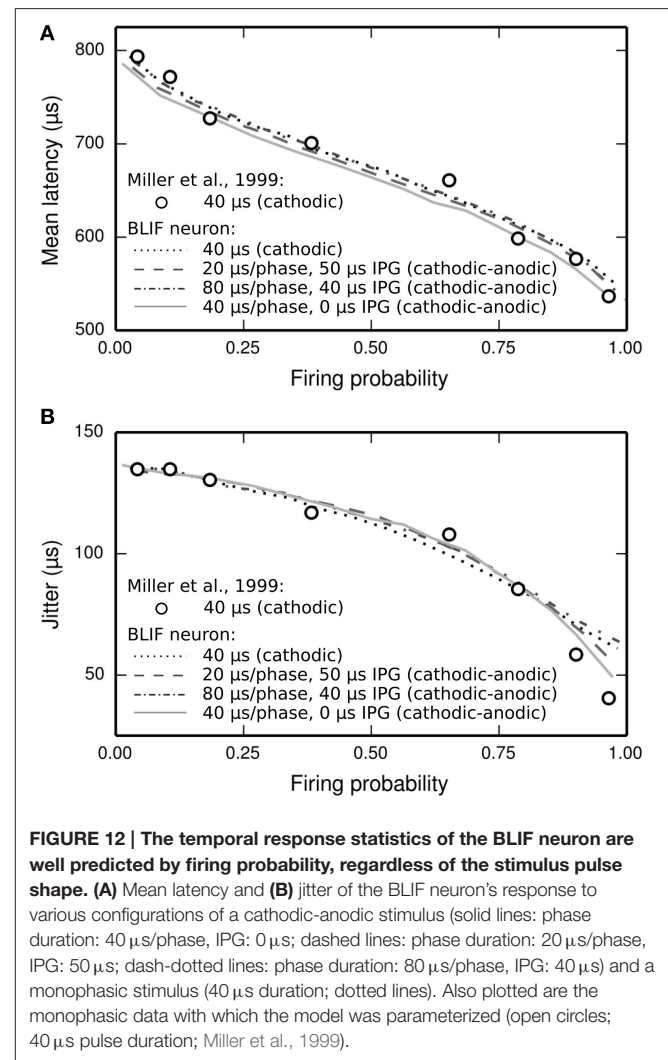 A
800
700
600
500
Mean latency (µs)
Miller et al., 1999:
40 µs (cathodic)
BLIF neuron:
40 µs (cathodic)
20 µs/phase, 50 µs IPG (cathodic-anodic)
80 µs/phase, 40 µs IPG (cathodic-anodic)
40 µs/phase, 0 µs IPG (cathodic-anodic)
0.00 0.25 0.50 0.75 1.00
Firing probability
B
150
100
50
Jitter (µs)
Miller et al., 1999:
40 µs (cathodic)
BLIF neuron:
40 µs (cathodic)
20 µs/phase, 50 µs IPG (cathodic-anodic)
80 µs/phase, 40 µs IPG (cathodic-anodic)
40 µs/phase, 0 µs IPG (cathodic-anodic)
0.00 0.25 0.50 0.75 1.00
Firing probability
FIGURE 12 | The temporal response statistics of the BLIF neuron are
well predicted by firing probability, regardless of the stimulus pulse
shape. (A) Mean latency and (B) jitter of the BLIF neuron's response to
various configurations of a cathodic-anodic stimulus (solid lines: phase
duration: 40 µs/phase, IPG: 0 µs; dashed lines: phase duration: 20 µs/phase,
IPG: 50 µs; dash-dotted lines: phase duration: 80 µs/phase, IPG: 40 µs) and a
monophasic stimulus (40 µs duration; dotted lines). Also plotted are the
monophasic data with which the model was parameterized (open circles;
40 µs pulse duration; Miller et al., 1999).